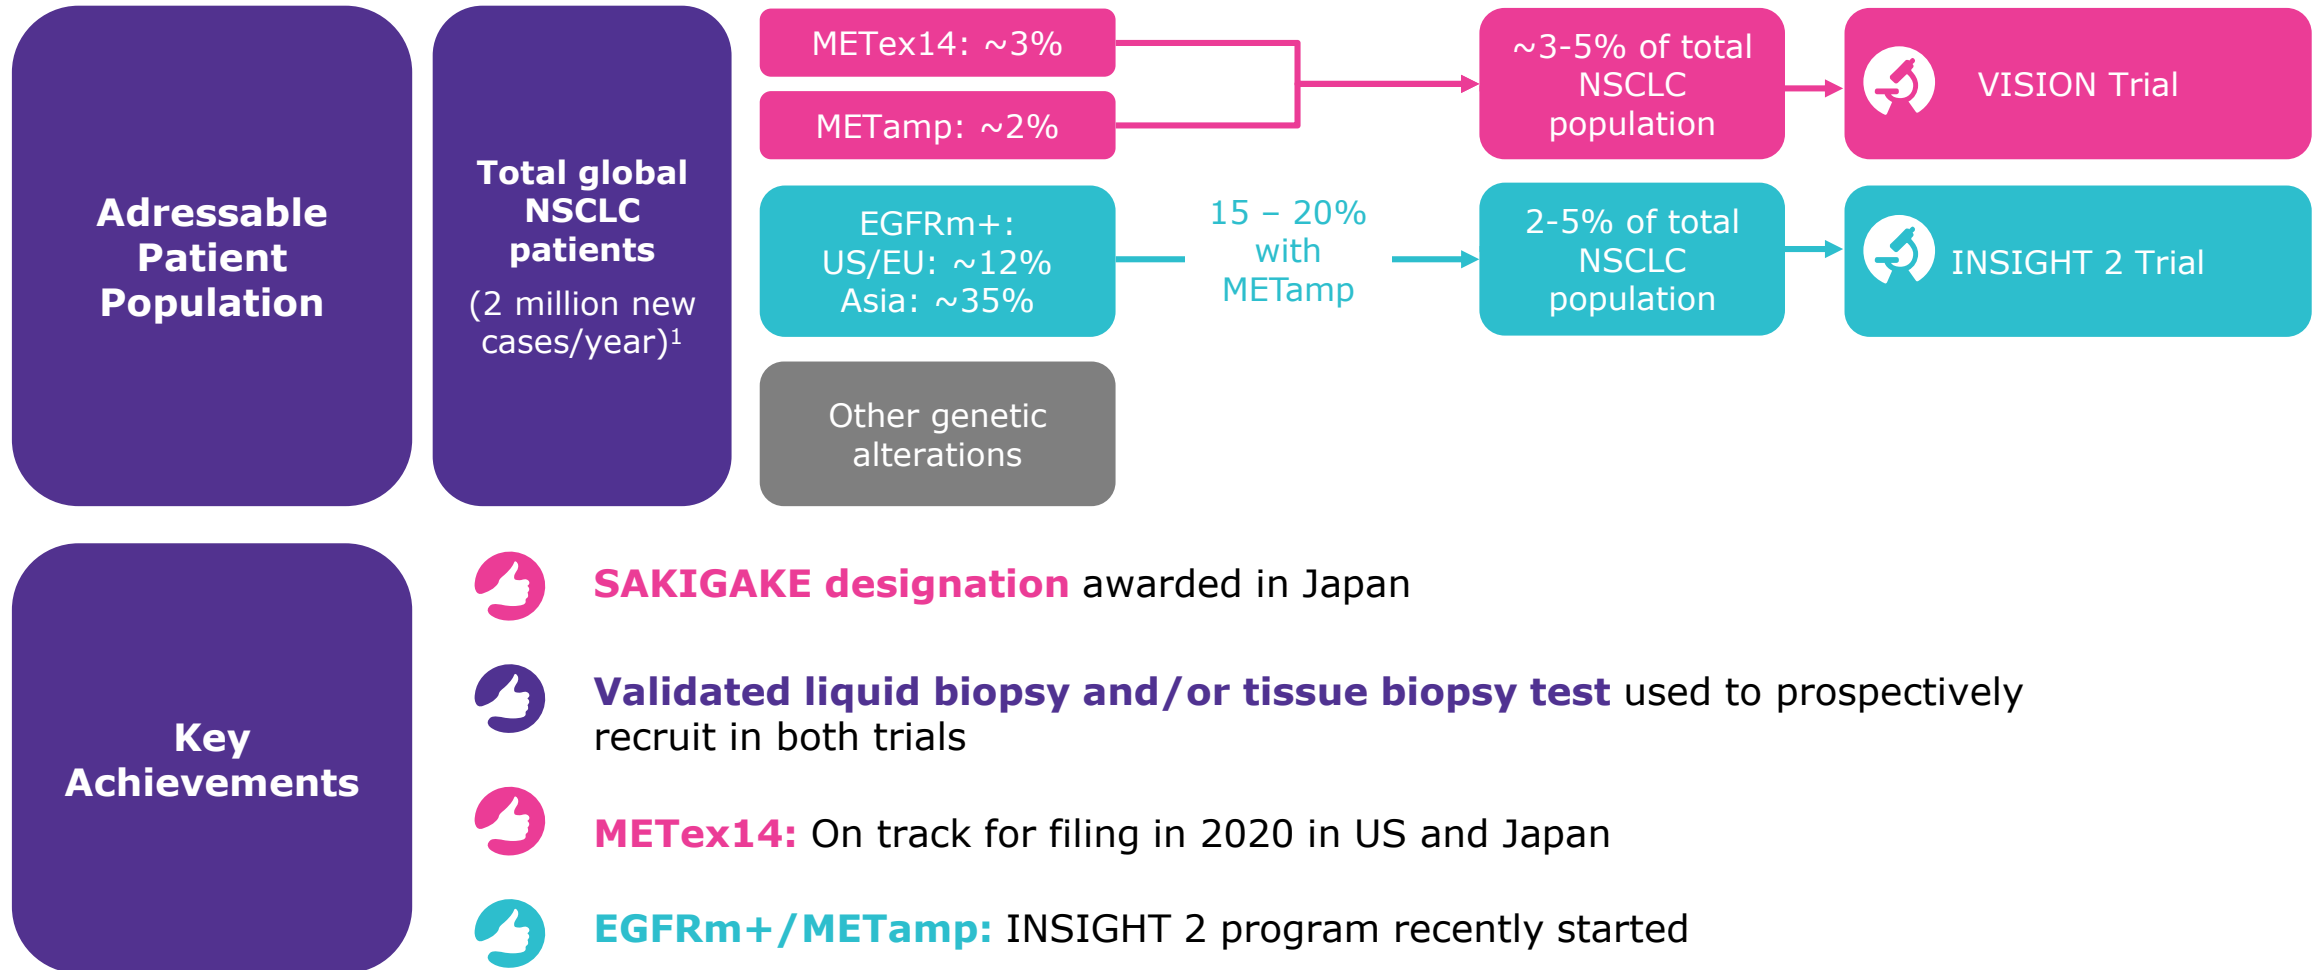 Adressable
Patient
Population
Total global
NSCLC
patients
(2 million new
cases/year)1
METex14: ~3%
METamp: ~2%
~3-5% of total
NSCLC
population
VISION Trial
EGFRm+:
US/EU: ~12%
Asia: ~35%
15 – 20%
with
METamp
2-5% of total
NSCLC
population
INSIGHT 2 Trial
Other genetic
alterations
Key
Achievements
SAKIGAKE designation awarded in Japan
Validated liquid biopsy and/or tissue biopsy test used to prospectively
recruit in both trials
METex14: On track for filing in 2020 in US and Japan
EGFRm+/METamp: INSIGHT 2 program recently started